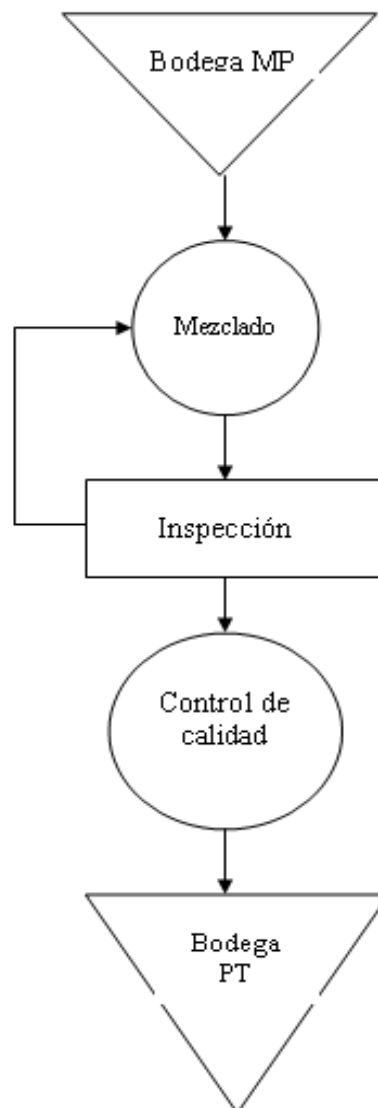 Bodega MP
Mezclado
Inspección
Control de
calidad
Bodega
PT